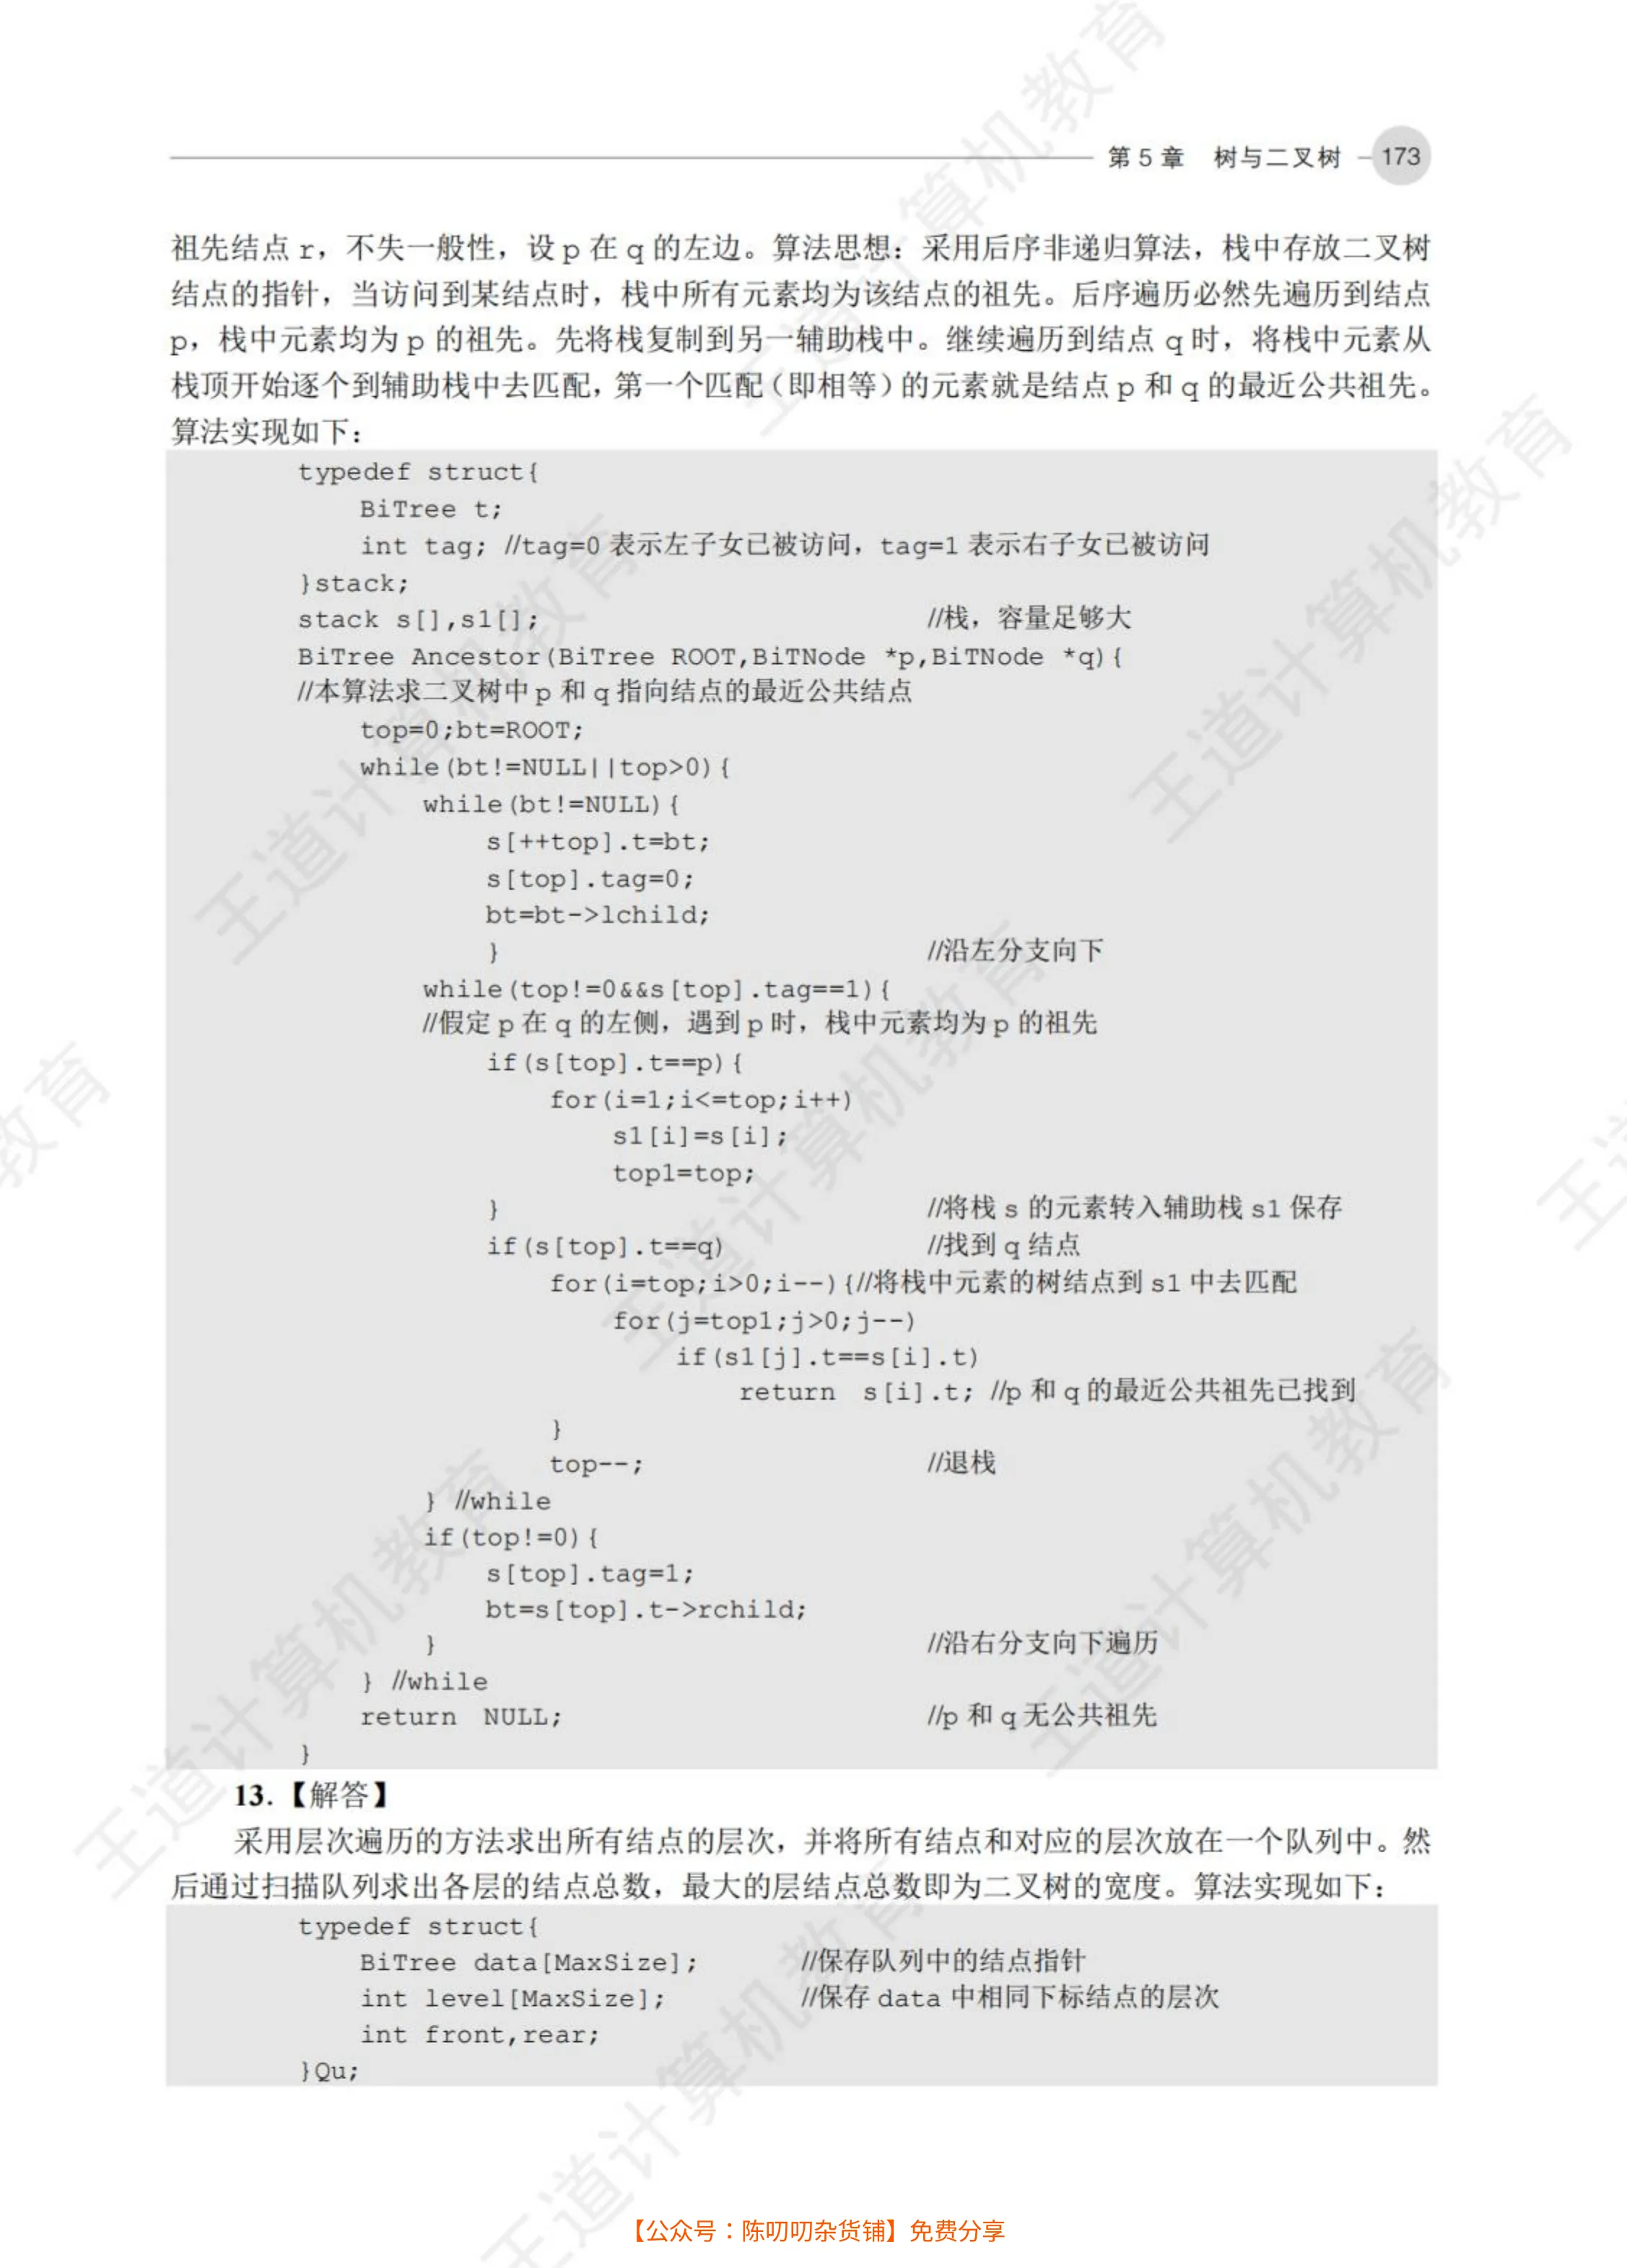 第 5 章 树与二叉树 173
祖先结点 r，不失一般性，设 p 在 q 的左边。算法思想：采用后序非递归算法，栈中存放二叉树
结点的指针，当访问到某结点时，栈中所有元素均为该结点的祖先。后序遍历必然先遍历到结点
p，栈中元素均为 p 的祖先。先将栈复制到另一辅助栈中。继续遍历到结点 q 时，将栈中元素从
栈顶开始逐个到辅助栈中去匹配，第一个匹配（即相等）的元素就是结点 p 和 q 的最近公共祖先。
算法实现如下：
typedef struct{
BiTree t;
int tag; //tag=0 表示左子女已被访问，tag=1 表示右子女已被访问
}stack;
stack s[],s1[]; //栈，容量足够大
BiTree Ancestor(BiTree ROOT,BiTNode *p,BiTNode *q){
//本算法求二叉树中 p 和 q 指向结点的最近公共结点
top=0;bt=ROOT;
while(bt!=NULL||top>0){
while(bt!=NULL){
s[++top].t=bt;
s[top].tag=0;
bt=bt->lchild;
} //沿左分支向下
while(top!=0&&s[top].tag==1){
//假定 p 在 q 的左侧，遇到 p 时，栈中元素均为 p 的祖先
if(s[top].t==p){
for(i=1;i<=top;i++)
s1[i]=s[i];
top1=top;
} //将栈 s 的元素转入辅助栈 s1 保存
if(s[top].t==q) //找到 q 结点
for(i=top;i>0;i--){//将栈中元素的树结点到 s1 中去匹配
for(j=top1;j>0;j--)
if(s1[j].t==s[i].t)
return s[i].t; //p 和 q 的最近公共祖先已找到
}
top--; //退栈
} //while
if(top!=0){
s[top].tag=1;
bt=s[top].t->rchild;
} //沿右分支向下遍历
} //while
return NULL; //p 和 q 无公共祖先
}
13.【解答】
采用层次遍历的方法求出所有结点的层次，并将所有结点和对应的层次放在一个队列中。然
后通过扫描队列求出各层的结点总数，最大的层结点总数即为二叉树的宽度。算法实现如下：
typedef struct{
BiTree data[MaxSize]; //保存队列中的结点指针
int level[MaxSize]; //保存 data 中相同下标结点的层次
int front,rear;
}Qu;
【公众号：陈叨叨杂货铺】免费分享
王道计算机教育